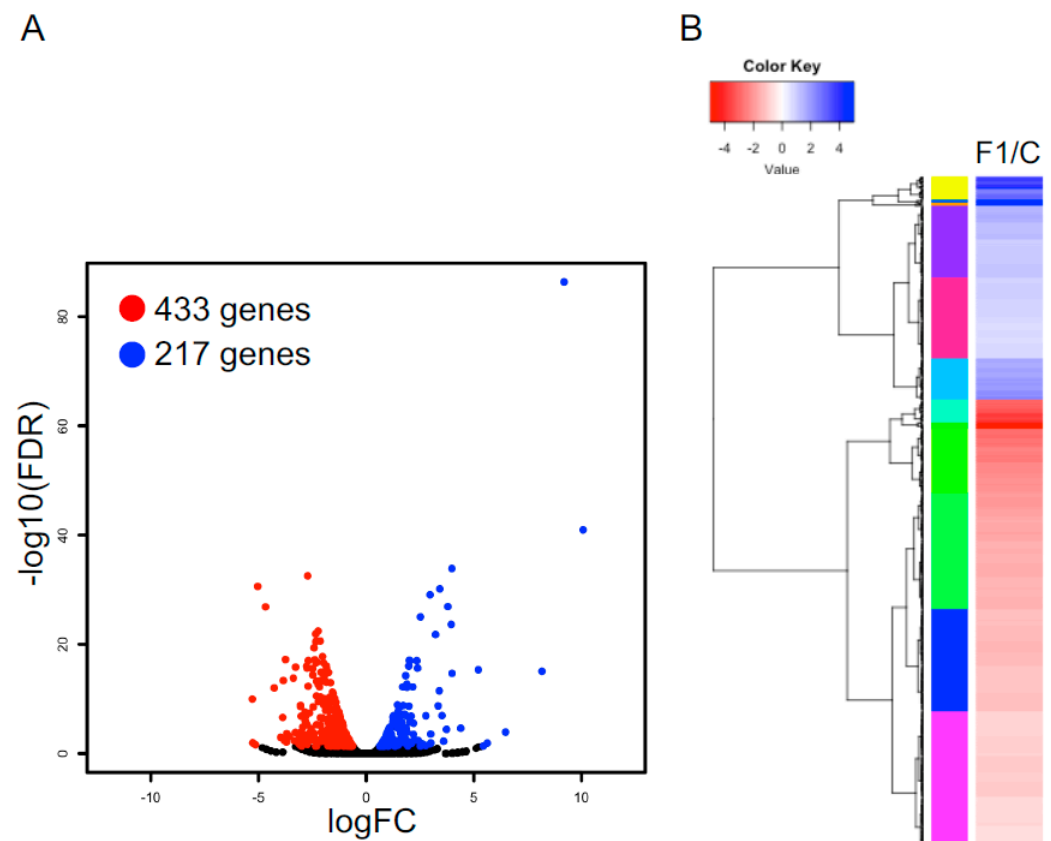 A
B
Color Key
-4 -2 0 2 4
Value
F1/C
433 genes
217 genes
-log10(FDR)
80
60
40
20
0
-10 -5 0 5 10
logFC